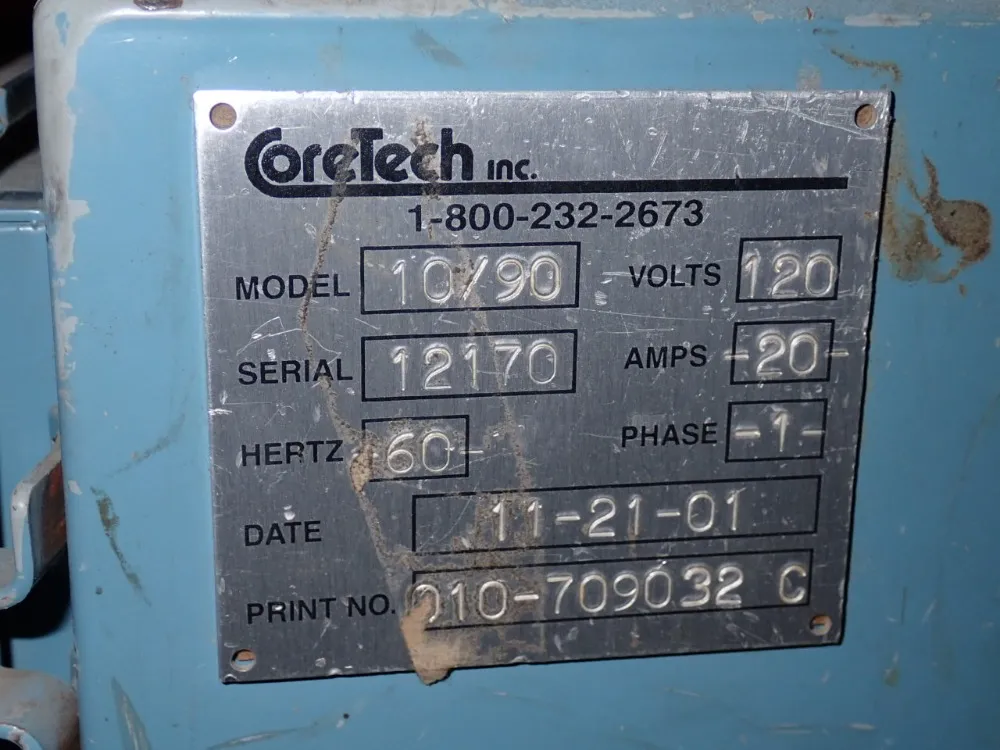 CoreTech inc.
1-800-232-2673
MODEL 10/90 VOLTS 120
SERIAL 12170 AMPS -20-
HERTZ -60- PHASE -1-
DATE 11-21-01
PRINT NO. 010-709032 C